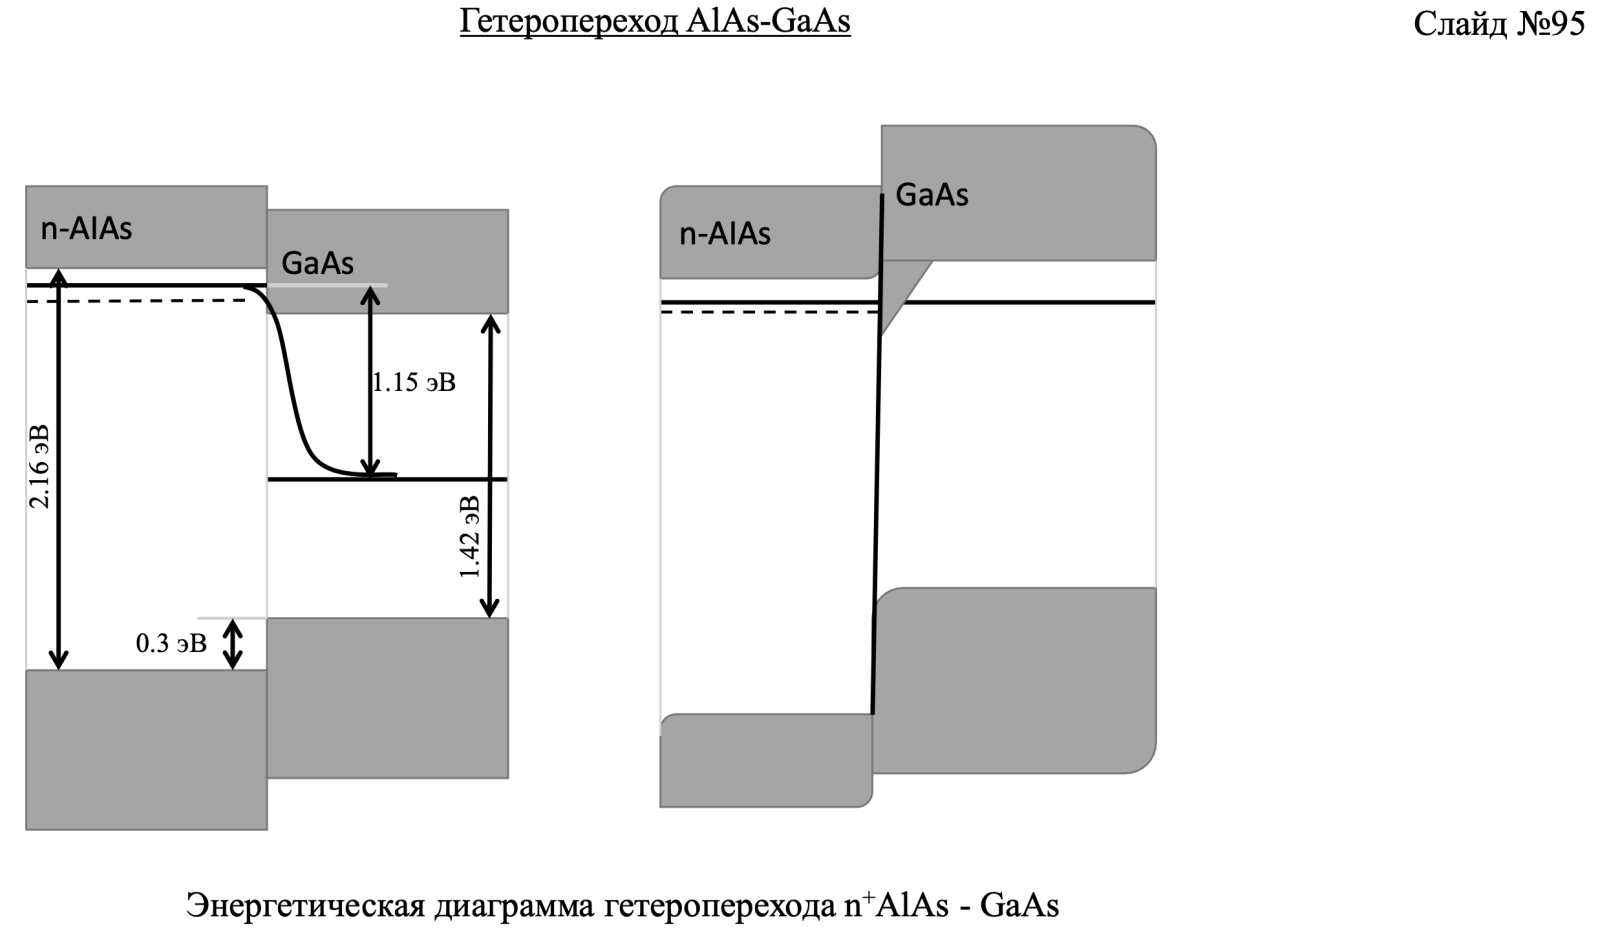 Гетеропереход AlAs-GaAs
Слайд №95
n-AlAs
GaAs
1.15 эВ
2.16 эВ
1.42 эВ
0.3 эВ
GaAs
n-AlAs
Энергетическая диаграмма гетероперехода n⁺AlAs - GaAs